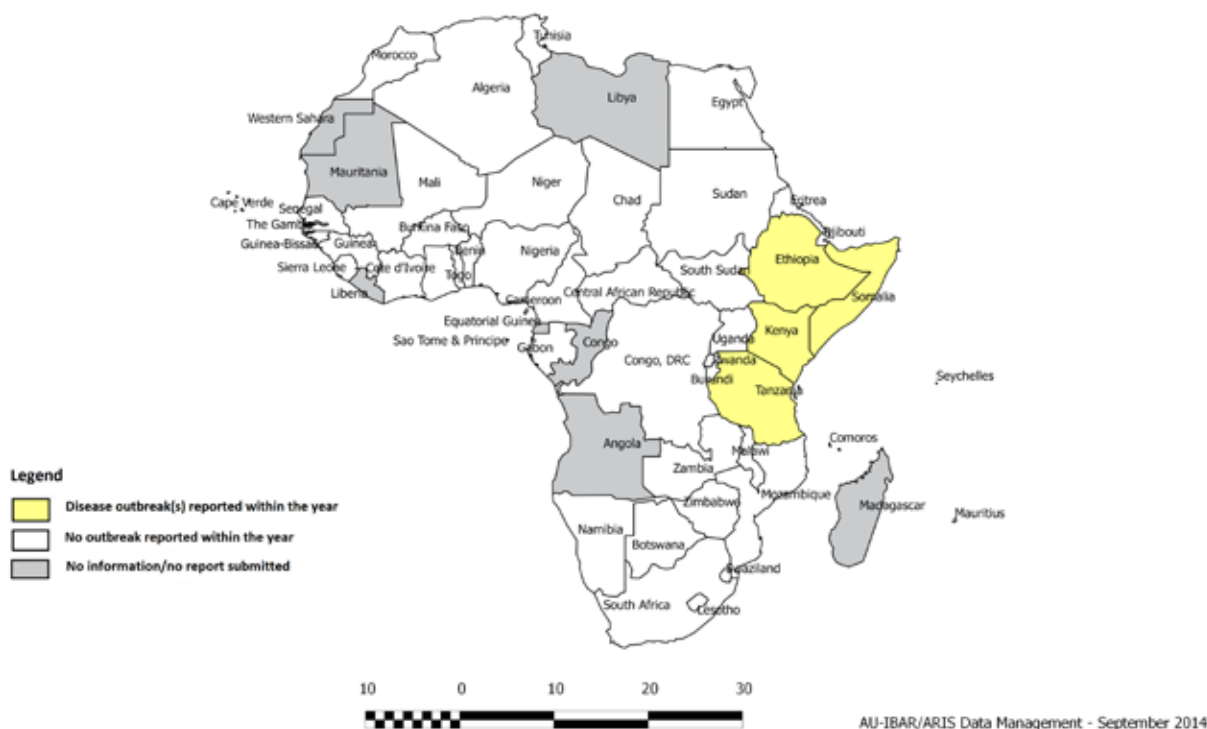 Tunisia
Morocco
Algeria
Libya
Egypt
Western Sahara
Mauritania
Mali
Niger
Chad
Sudan
Eritrea
Cape Verde
Senegal
The Gamb
Burkina Faso
Djibouti
Guinea-Bissau
Guinea
Benin
Nigeria
Ethiopia
Sierra Leone
Cote d'Ivoire
Togo
South Sudan
Central African Republic
Somalia
Liberia
Cameroon
Equatorial Guinea
Sao Tome & Principe
Gabon
Congo
Uganda
Kenya
Congo, DRC
Rwanda
Burundi
Tanzania
Seychelles
Comoros
Angola
Malawi
Zambia
Mozambique
Madagascar
Mauritius
Zimbabwe
Namibia
Botswana
Swaziland
South Africa
Lesotho
Legend
Disease outbreak(s) reported within the year
No outbreak reported within the year
No information/no report submitted
10 0 10 20 30
AU-IBAR/ARIS Data Management - September 2014